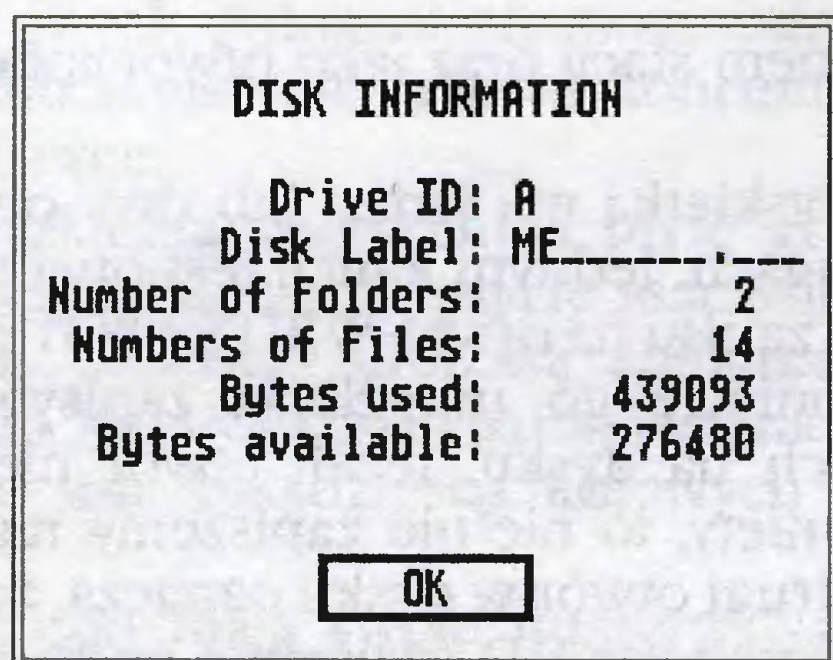 DISK INFORMATION
Drive ID: A
Disk Label: ME______.___
Number of Folders: 2
Numbers of Files: 14
Bytes used: 439093
Bytes available: 276480
OK